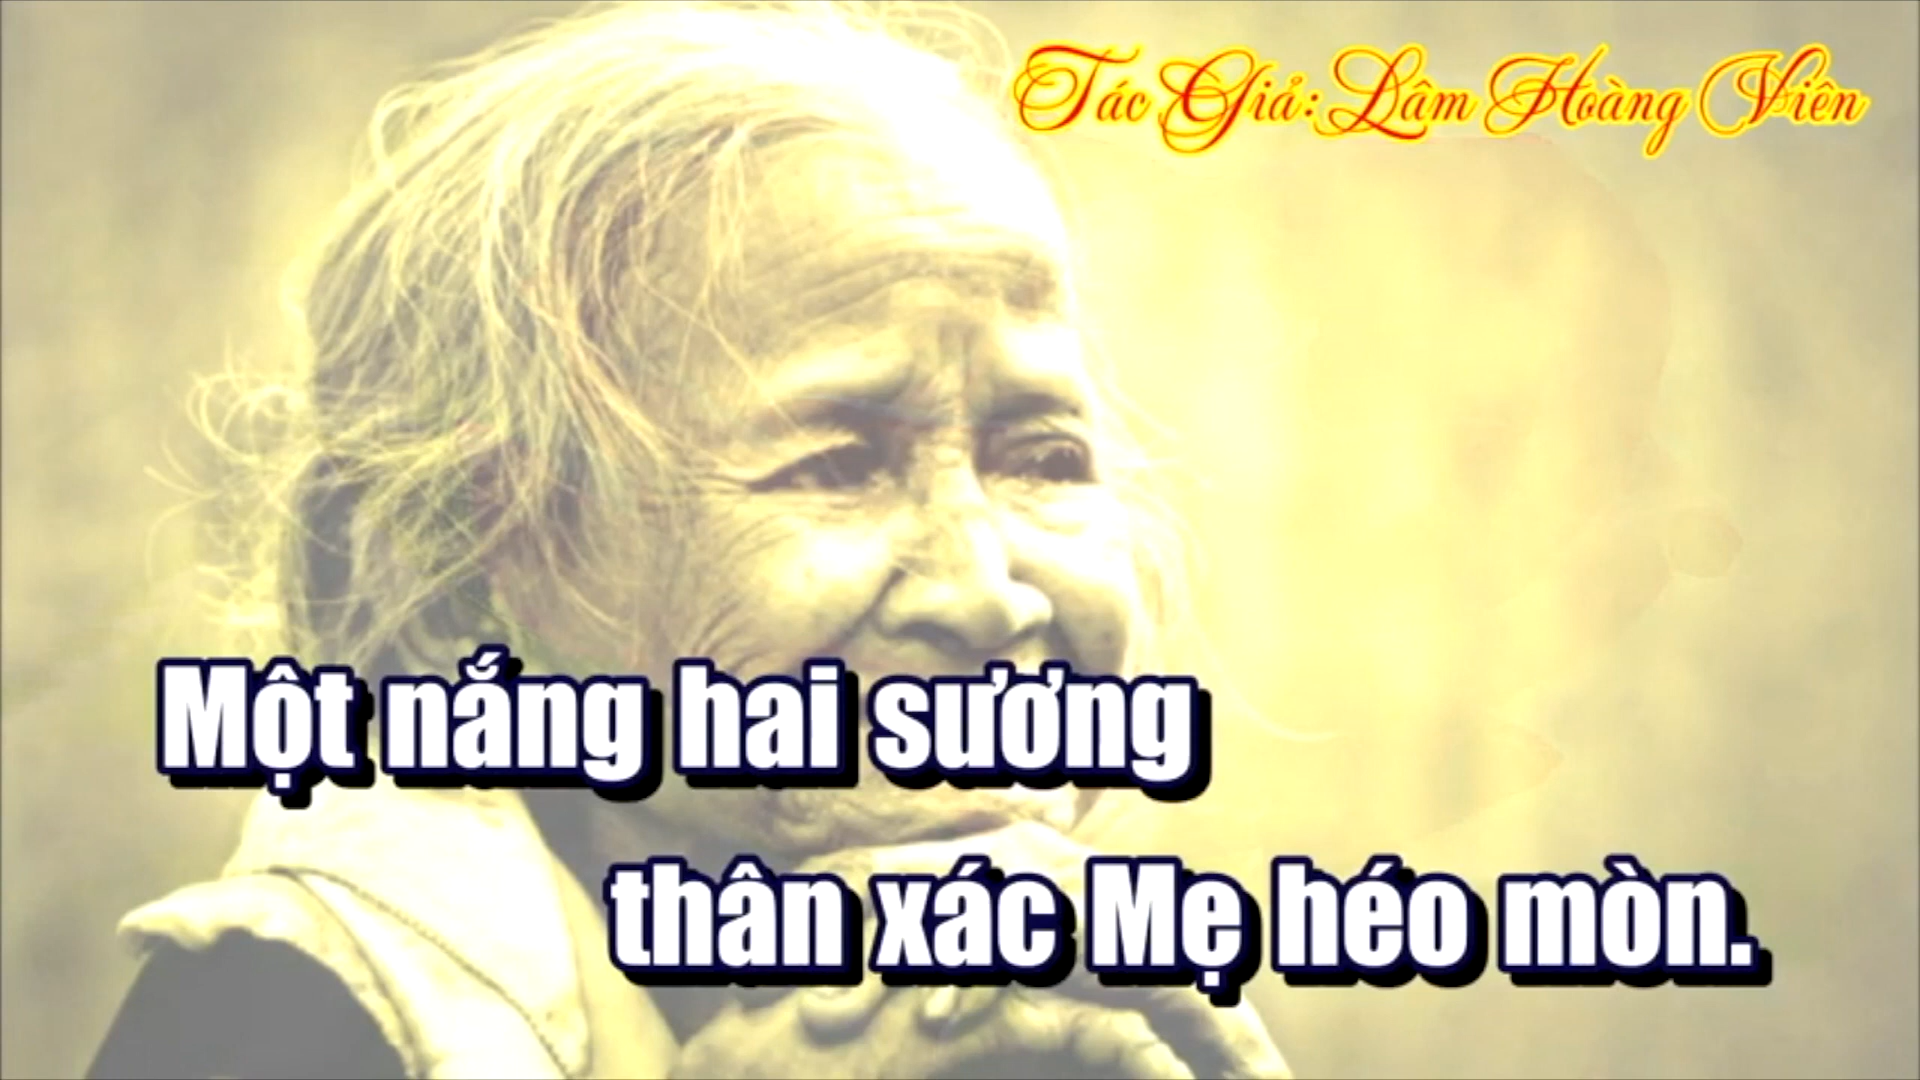 Tác Giả: Lâm Hoàng Viên
Một nắng hai sương
thân xác Mẹ héo mòn.